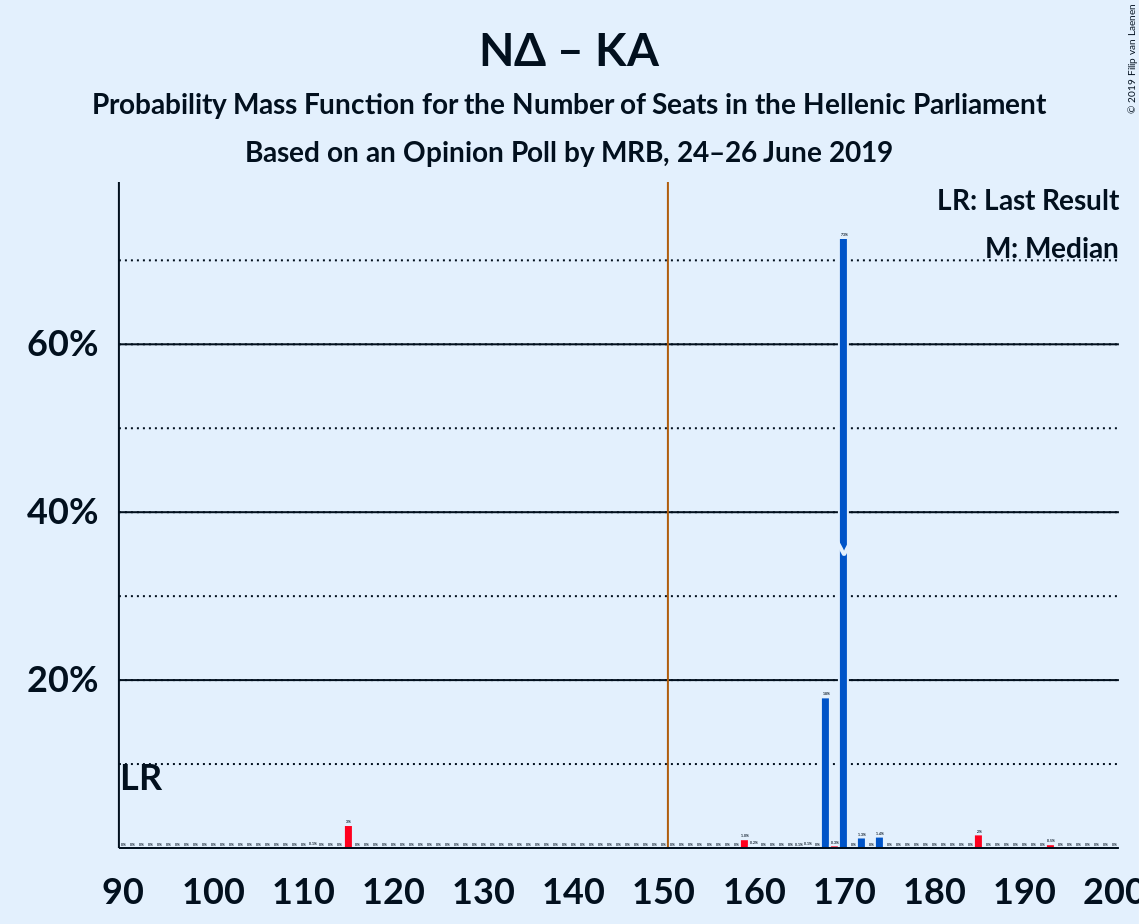 NΔ – KA
Probability Mass Function for the Number of Seats in the Hellenic Parliament
Based on an Opinion Poll by MRB, 24–26 June 2019
© 2019 Filip van Laenen
LR: Last Result
M: Median
60%
40%
20%
LR
M
90 100 110 120 130 140 150 160 170 180 190 200